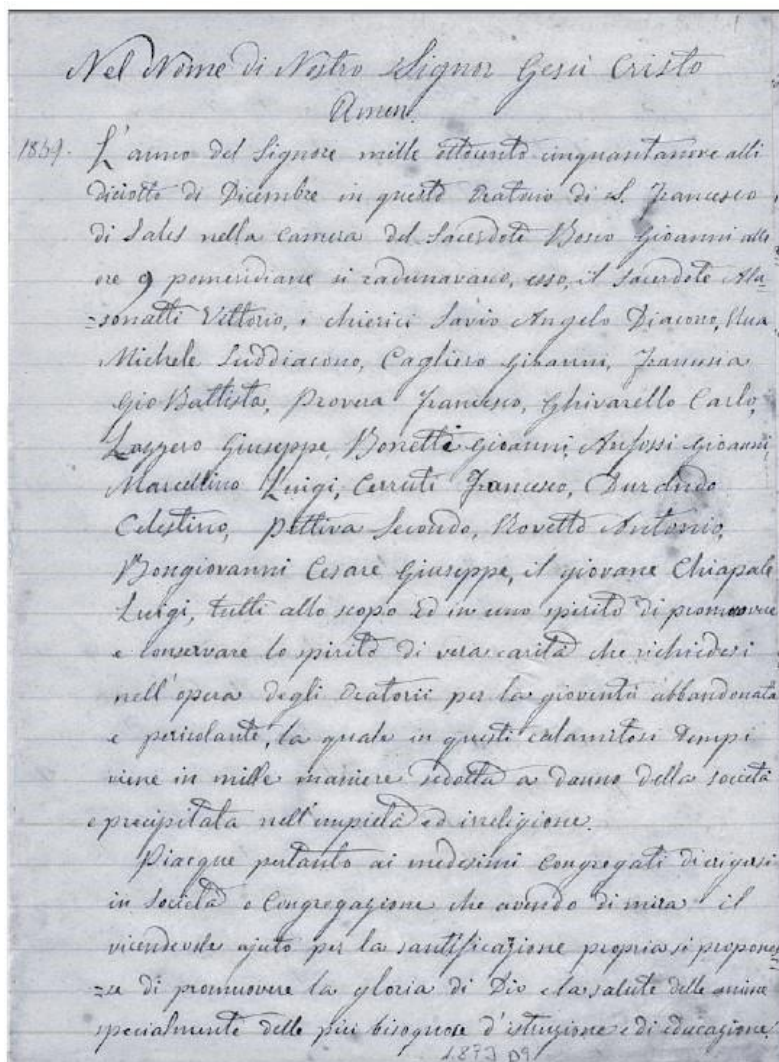 Nel Nome di Nostro Signor Gesù Cristo
Amen.
1859. L'anno del Signore mille ottocento cinquantanove alli
diciotto di Dicembre in questo Oratorio di S. Francesco
di Sales nella camera del Sacerdote Bosco Gioanni alle
ore 9 pomeridiane si radunavano, esso, il Sacerdote Ala=
=sonatti Vittorio, i chierici Savio Angelo Diacono, Rua
Michele Suddiacono, Cagliero Gioanni, Francesia
Gio Battista, Provera Francesco, Ghivarello Carlo,
Lazzero Giuseppe, Bonetti Gioanni, Anfossi Gioanni,
Marcellino Luigi, Cerruti Francesco, Durando
Celestino, Pettiva Secondo, Rovetto Antonio,
Bongiovanni Cesare Giuseppe, il giovane Chiapale
Luigi, tutti allo scopo ed in uno spirito di promuovere
e conservare lo spirito di vera carità che richiedesi
nell'opera degli Oratorii per la gioventù abbandonata
e pericolante, la quale in questi calamitosi tempi
viene in mille maniere sedotta a danno della società
e precipitata nell'empietà ed irreligione.
Piacque pertanto ai medesimi Congregati di erigersi
in Società o Congregazione che avendo di mira il
vicendevole ajuto per la santificazione propria si propones=
=se di promuovere la gloria di Dio e la salute delle anime
specialmente delle più bisognose d'istruzione e di educazione,
1873 D9